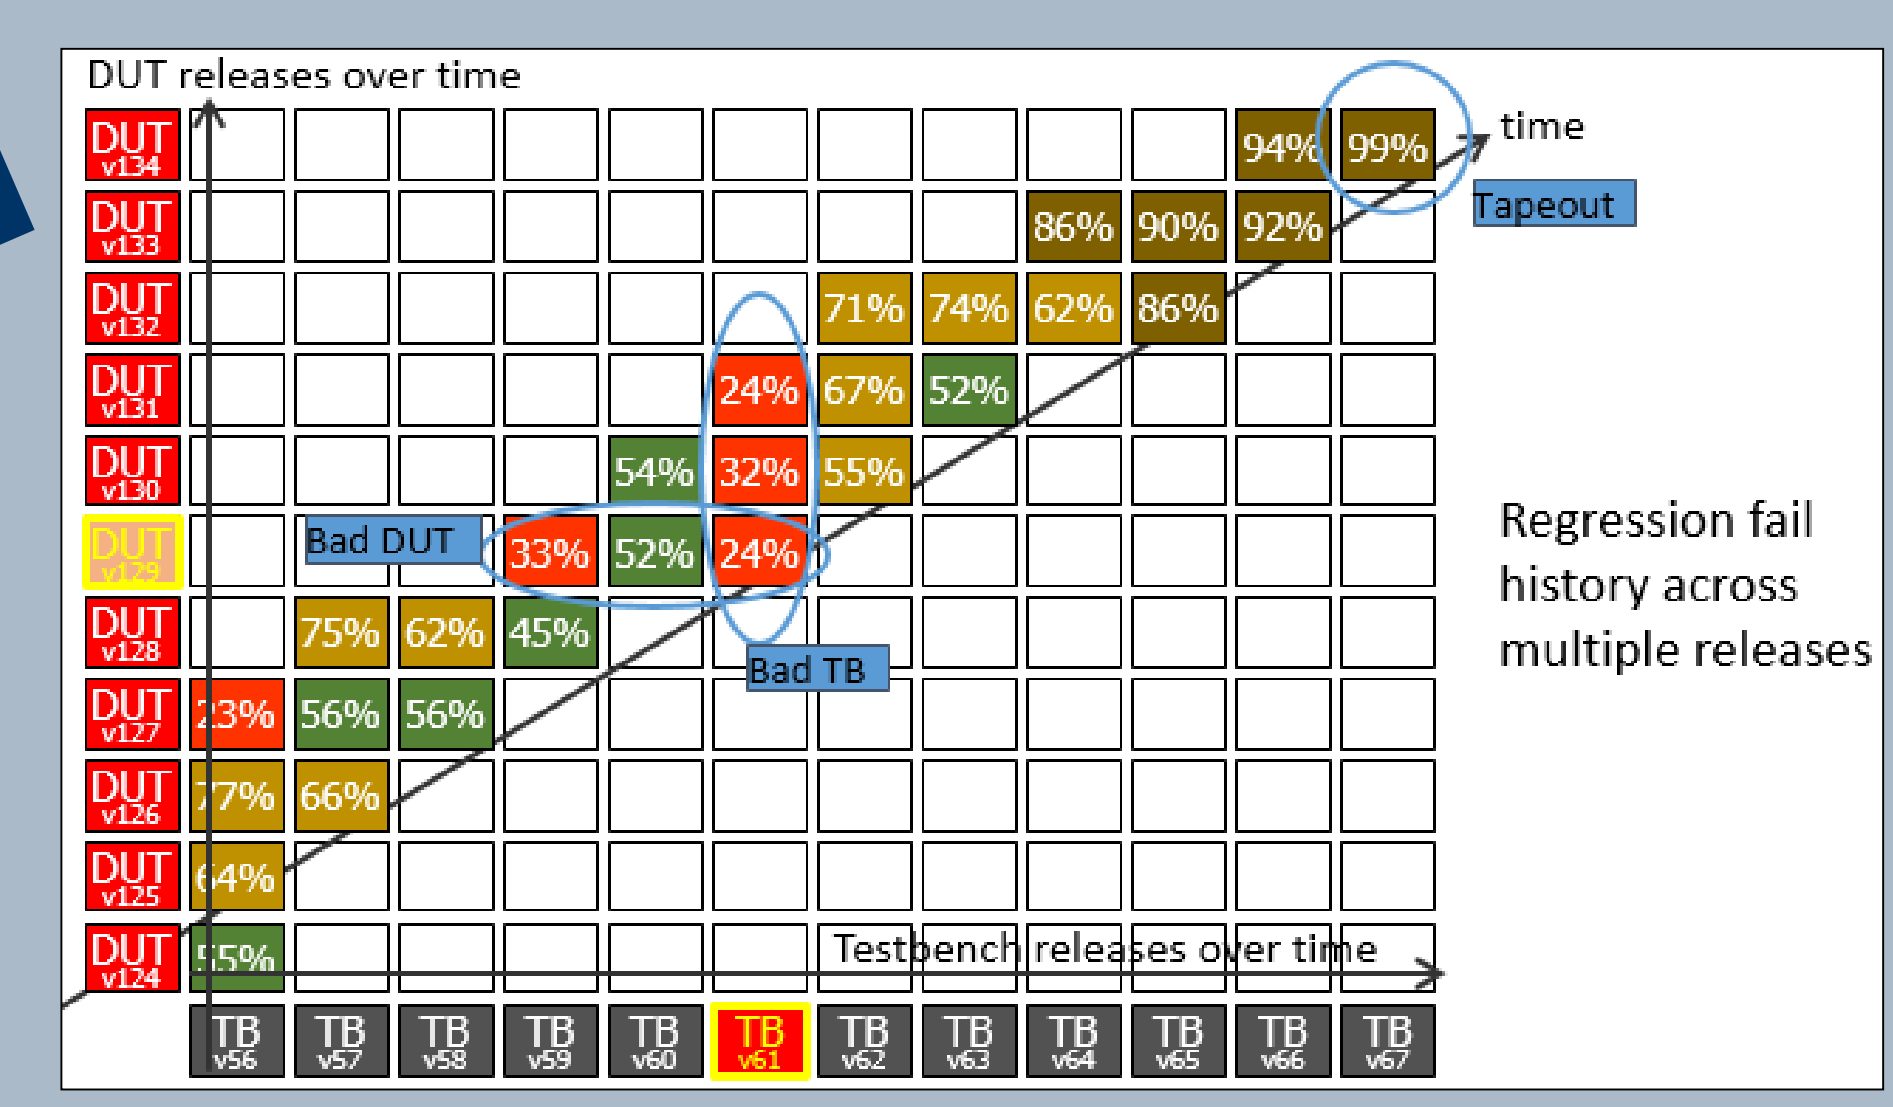 DUT releases over time
DUT
v134
94% 99%
time
Tapeout
DUT
v133
86% 90% 92%
DUT
v132
71% 74% 62% 86%
DUT
v131
24% 67% 52%
DUT
v130
54% 32% 55%
DUT
v129
Bad DUT
33% 52% 24%
Regression fail
history across
multiple releases
DUT
v128
75% 62% 45%
Bad TB
DUT
v127
23% 56% 56%
DUT
v126
77% 66%
DUT
v125
64%
DUT
v124
55%
Testbench releases over time
TB
v56
TB
v57
TB
v58
TB
v59
TB
v60
TB
v61
TB
v62
TB
v63
TB
v64
TB
v65
TB
v66
TB
v67